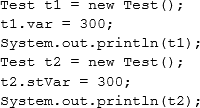 Test t1 = new Test();
t1.var = 300;
System.out.println(t1);
Test t2 = new Test();
t2.stVar = 300;
System.out.println(t2);